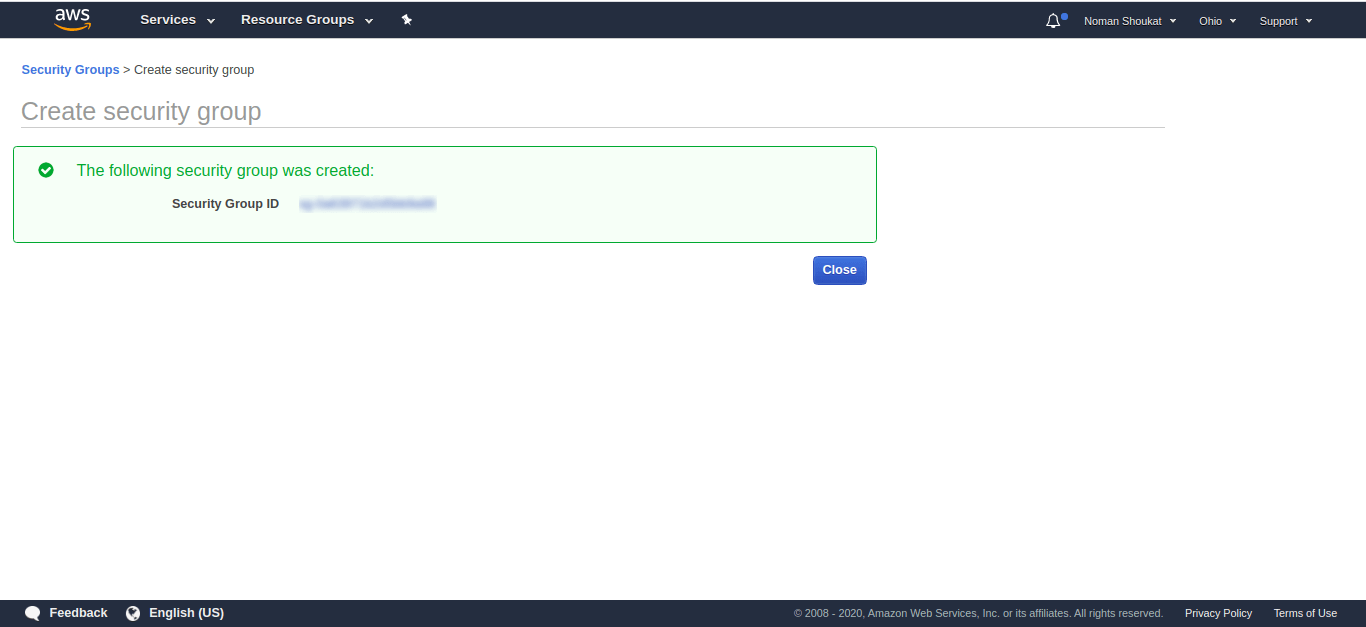 aws Services Resource Groups Noman Shoukat Ohio Support
Security Groups > Create security group
Create security group
The following security group was created:
Security Group ID
Close
Feedback English (US) © 2008 - 2020, Amazon Web Services, Inc. or its affiliates. All rights reserved. Privacy Policy Terms of Use